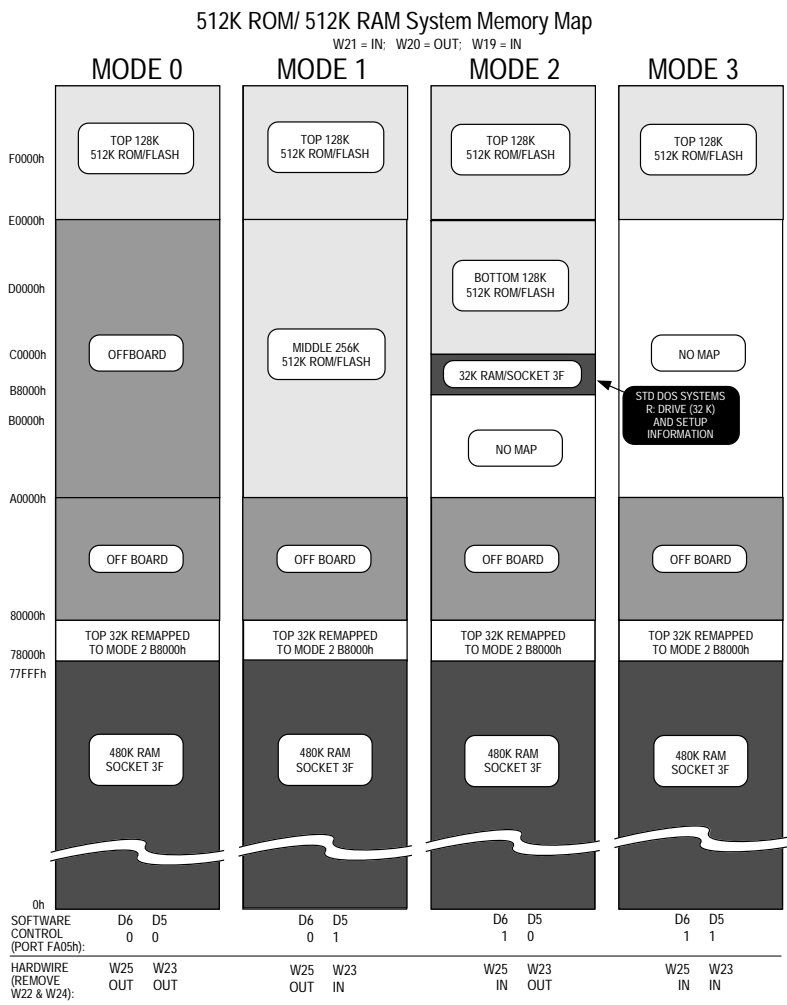 512K ROM/ 512K RAM System Memory Map
W21 = IN; W20 = OUT; W19 = IN
MODE 0 MODE 1 MODE 2 MODE 3
TOP 128K
512K ROM/FLASH
TOP 128K
512K ROM/FLASH
TOP 128K
512K ROM/FLASH
TOP 128K
512K ROM/FLASH
F0000h
E0000h
D0000h
BOTTOM 128K
512K ROM/FLASH
OFFBOARD
MIDDLE 256K
512K ROM/FLASH
NO MAP
C0000h
32K RAM/SOCKET 3F
B8000h
STD DOS SYSTEMS
R: DRIVE (32 K)
AND SETUP
INFORMATION
B0000h
NO MAP
A0000h
OFF BOARD OFF BOARD OFF BOARD OFF BOARD
80000h
TOP 32K REMAPPED
TO MODE 2 B8000h
TOP 32K REMAPPED
TO MODE 2 B8000h
TOP 32K REMAPPED
TO MODE 2 B8000h
TOP 32K REMAPPED
TO MODE 2 B8000h
78000h
77FFFh
480K RAM
SOCKET 3F
480K RAM
SOCKET 3F
480K RAM
SOCKET 3F
480K RAM
SOCKET 3F
0h
SOFTWARE
CONTROL
(PORT FA05h):
D6 D5 D6 D5 D6 D5 D6 D5
0 0 0 1 1 0 1 1
HARDWIRE
(REMOVE
W22 & W24):
W25 W23 W25 W23 W25 W23 W25 W23
OUT OUT OUT IN IN OUT IN IN